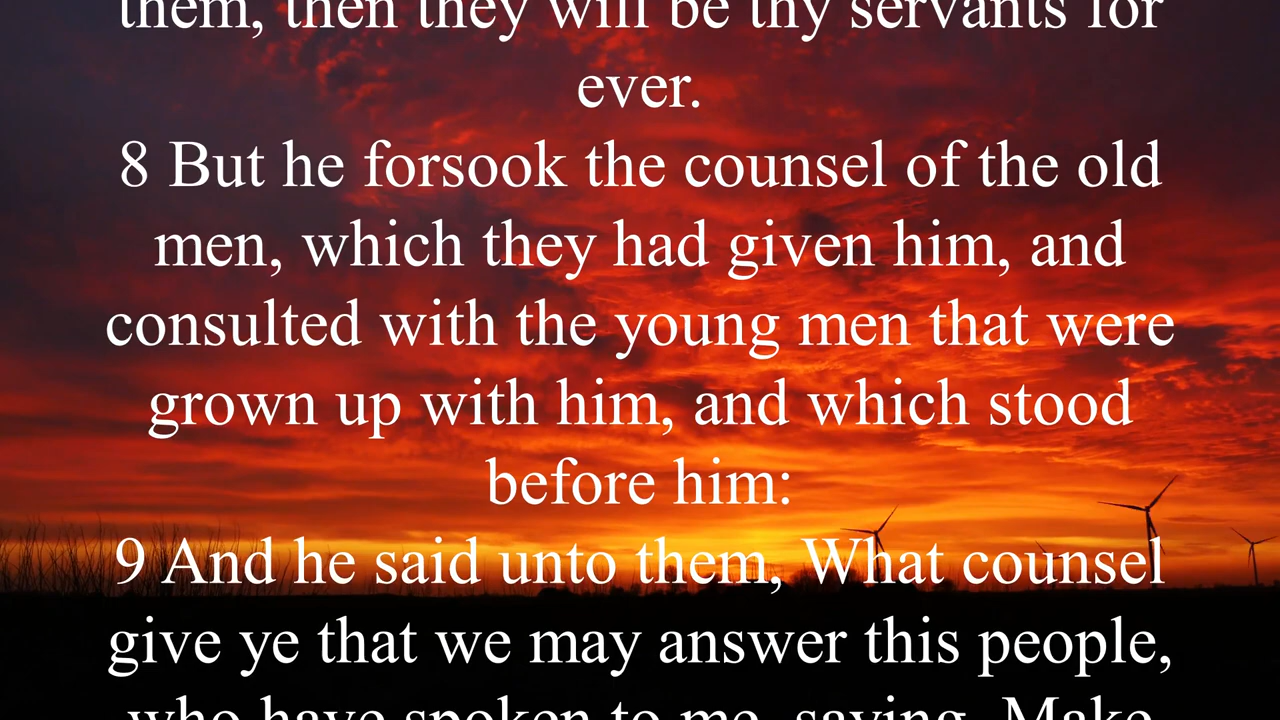 them, then they will be thy servants for
ever.
8 But he forsook the counsel of the old
men, which they had given him, and
consulted with the young men that were
grown up with him, and which stood
before him:
9 And he said unto them, What counsel
give ye that we may answer this people,
who have spoken to me, saying, Make